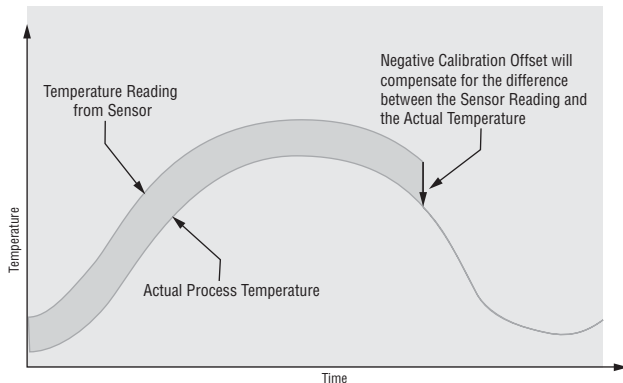 Negative Calibration Offset will
compensate for the difference
between the Sensor Reading and
the Actual Temperature
Temperature Reading
from Sensor
Actual Process Temperature
Temperature
Time